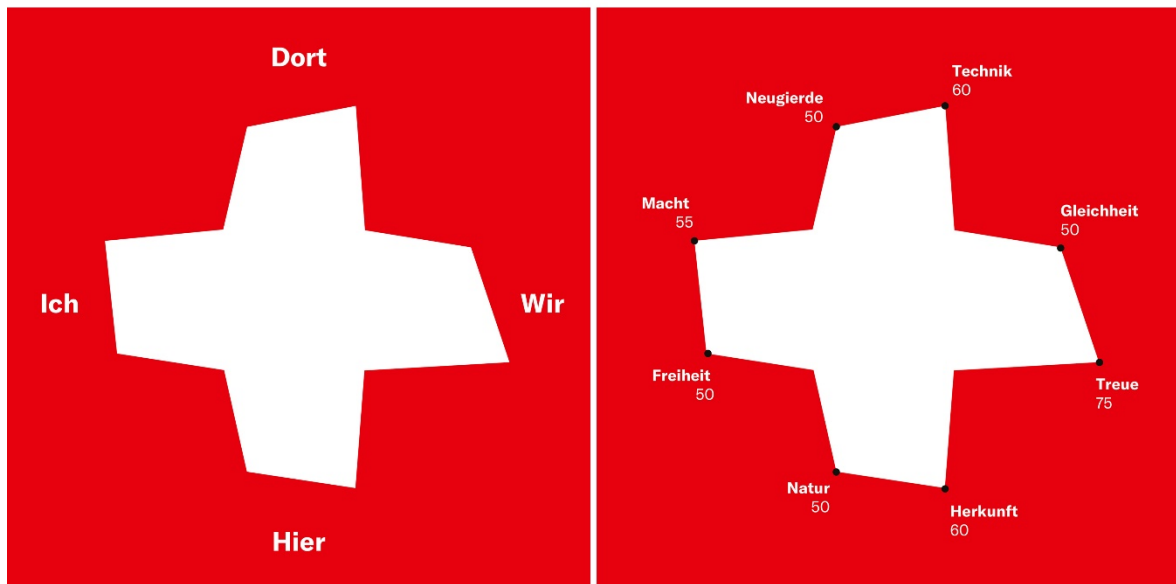 Dort
Ich
Wir
Hier
Technik
60
Neugierde
50
Macht
55
Gleichheit
50
Freiheit
50
Treue
75
Natur
50
Herkunft
60